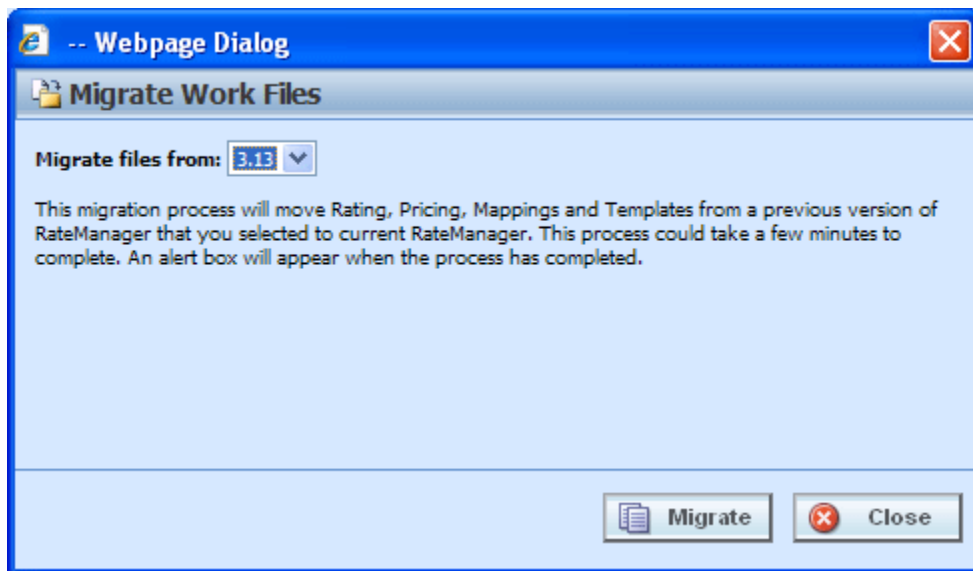 -- Webpage Dialog
Migrate Work Files
Migrate files from: 3.13
This migration process will move Rating, Pricing, Mappings and Templates from a previous version of
RateManager that you selected to current RateManager. This process could take a few minutes to
complete. An alert box will appear when the process has completed.
Migrate Close